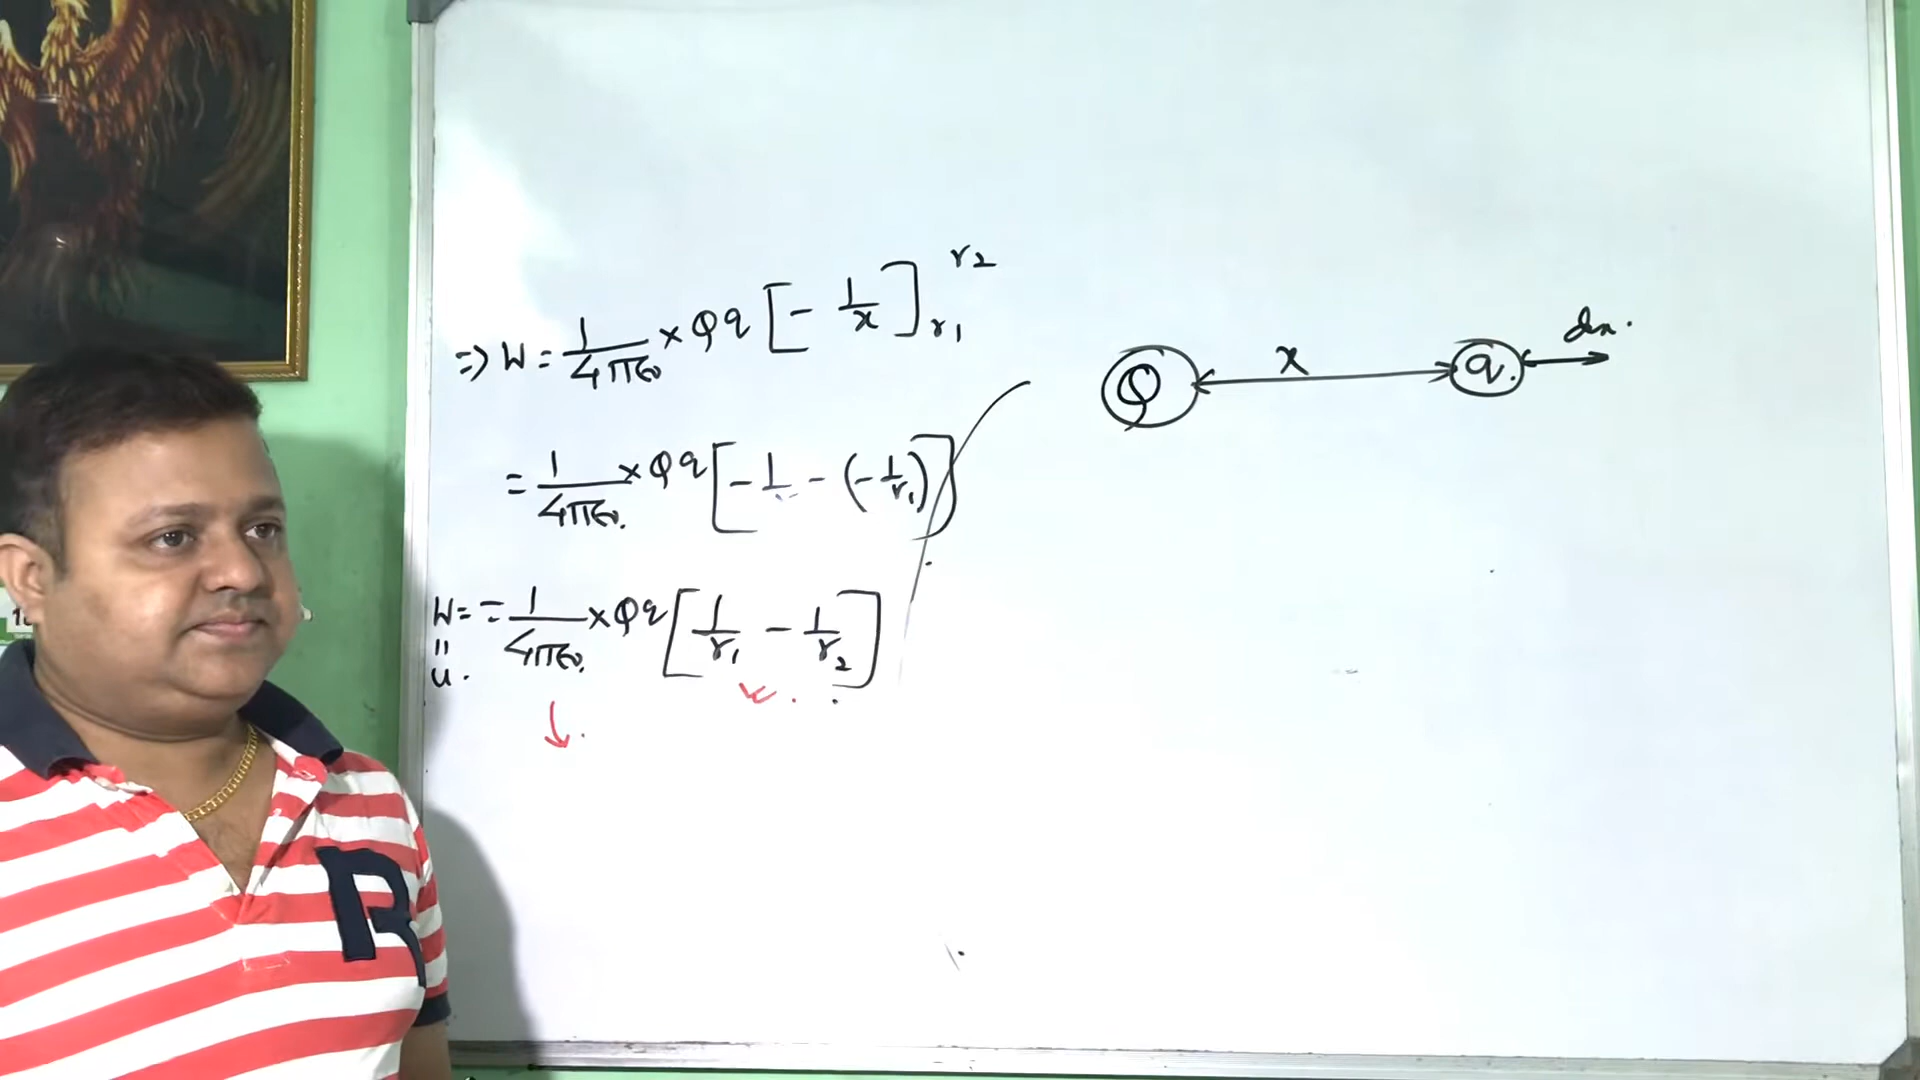 => W = 1/4πε₀ × Qq [- 1/x] r₂ r₁
= 1/4πε₀. × Qq [- 1/ - (- 1/r₁)]
W = = 1/4πε₀. × Qq [1/r₁ - 1/r₂]
"
u.
↓.
Q x q. dx.
R